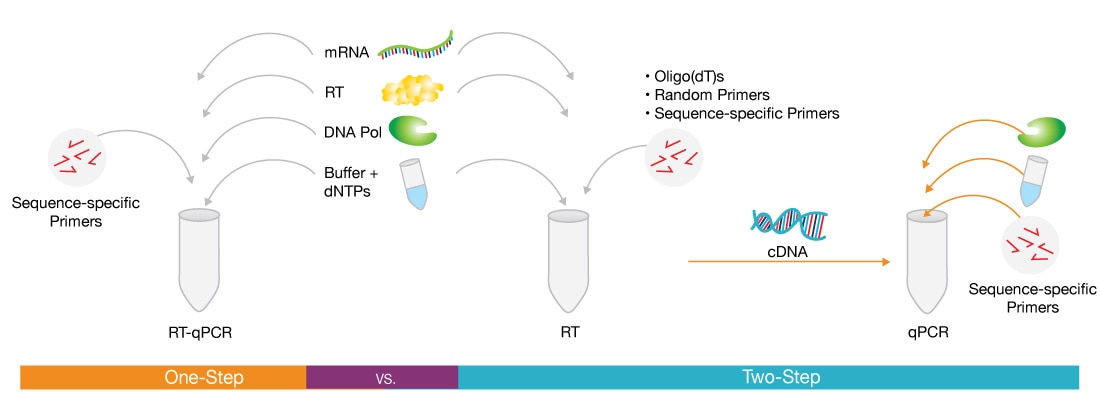 mRNA
RT
DNA Pol
Buffer +
dNTPs
Sequence-specific
Primers
RT-qPCR
• Oligo(dT)s
• Random Primers
• Sequence-specific Primers
RT
cDNA
Sequence-specific
Primers
qPCR
One-Step
vs.
Two-Step